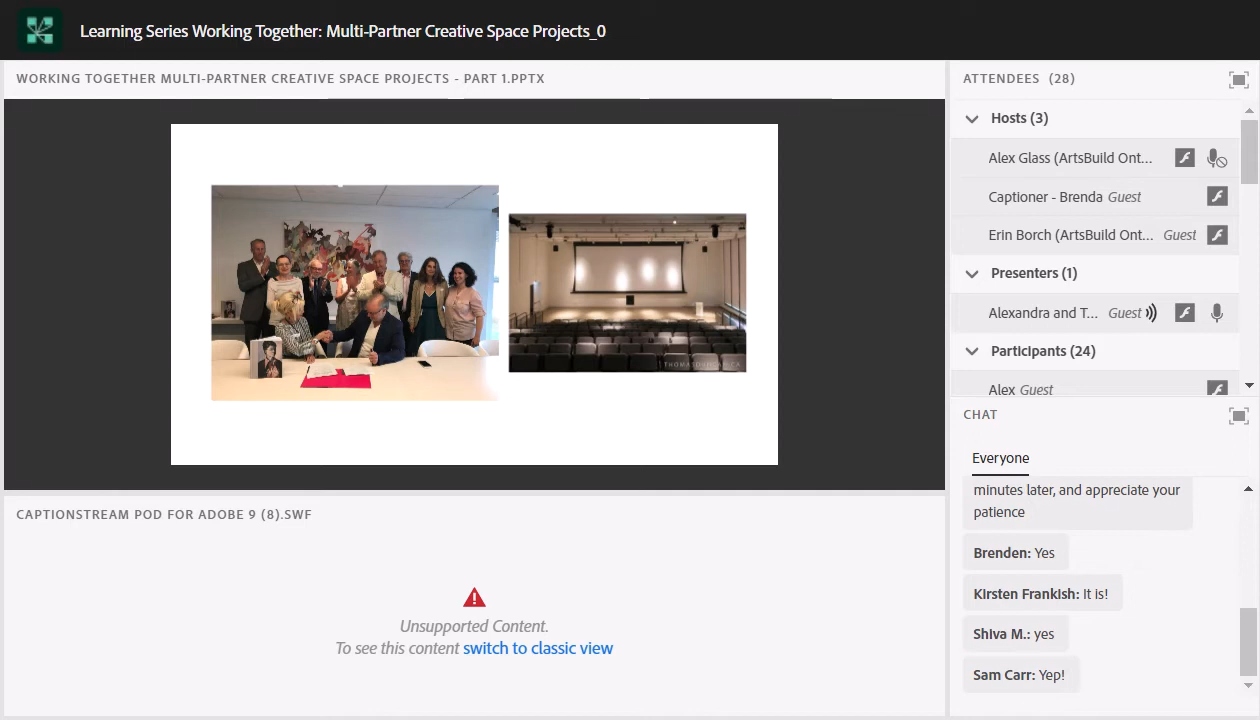 Learning Series Working Together: Multi-Partner Creative Space Projects_0
WORKING TOGETHER MULTI-PARTNER CREATIVE SPACE PROJECTS - PART 1.PPTX
CAPTIONSTREAM POD FOR ADOBE 9 (8).SWF
Unsupported Content.
To see this content switch to classic view
ATTENDEES (28)
Hosts (3)
Alex Glass (ArtsBuild Ont...
Captioner - Brenda Guest
Erin Borch (ArtsBuild Ont... Guest
Presenters (1)
Alexandra and T... Guest
Participants (24)
Alex Guest
CHAT
Everyone
minutes later, and appreciate your
patience
Brenden: Yes
Kirsten Frankish: It is!
Shiva M.: yes
Sam Carr: Yep!